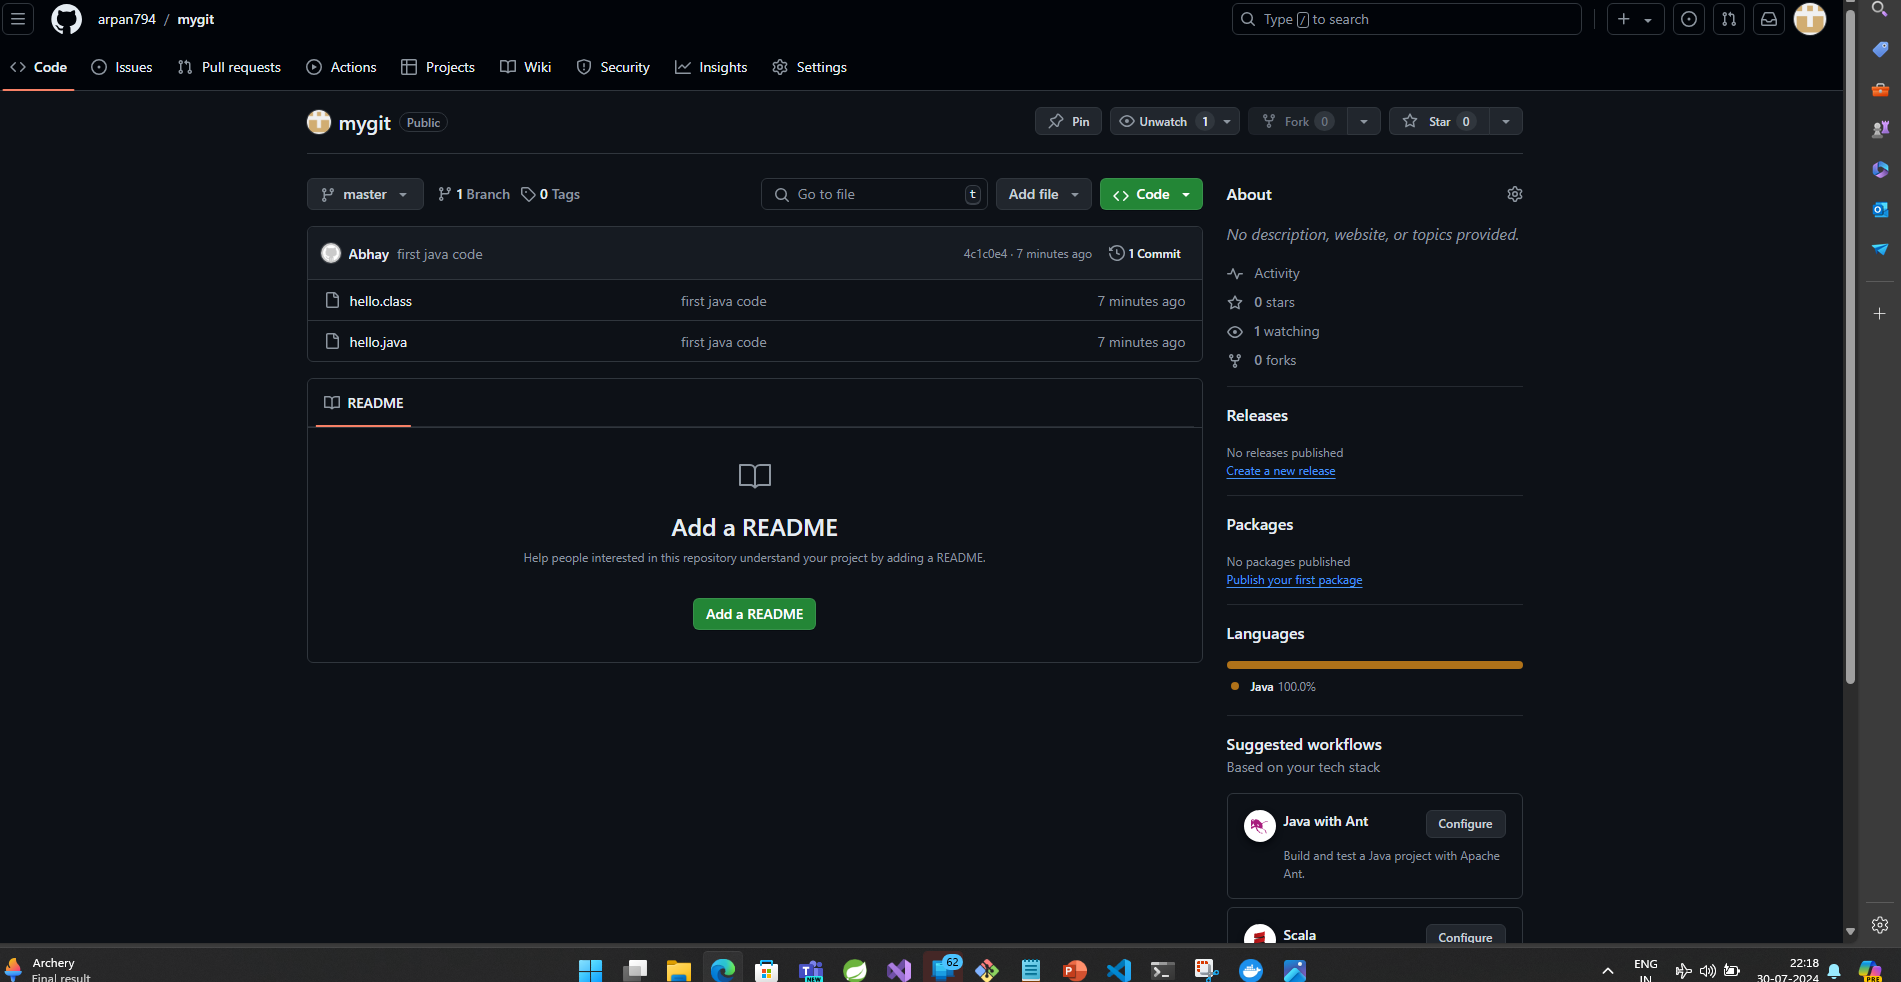 arpan794 / mygit
Type / to search
Code Issues Pull requests Actions Projects Wiki Security Insights Settings
mygit Public
Pin Unwatch 1 Fork 0 Star 0
master 1 Branch 0 Tags Go to file t Add file Code
Abhay first java code 4c1c0e4 · 7 minutes ago 1 Commit
hello.class first java code 7 minutes ago
hello.java first java code 7 minutes ago
README
Add a README
Help people interested in this repository understand your project by adding a README.
Add a README
About
No description, website, or topics provided.
Activity
0 stars
1 watching
0 forks
Releases
No releases published
Create a new release
Packages
No packages published
Publish your first package
Languages
Java 100.0%
Suggested workflows
Based on your tech stack
Java with Ant Configure
Build and test a Java project with Apache
Ant.
Scala Configure
Archery
Final result
NEW
62
ENG
IN
22:18
30-07-2024
PRE